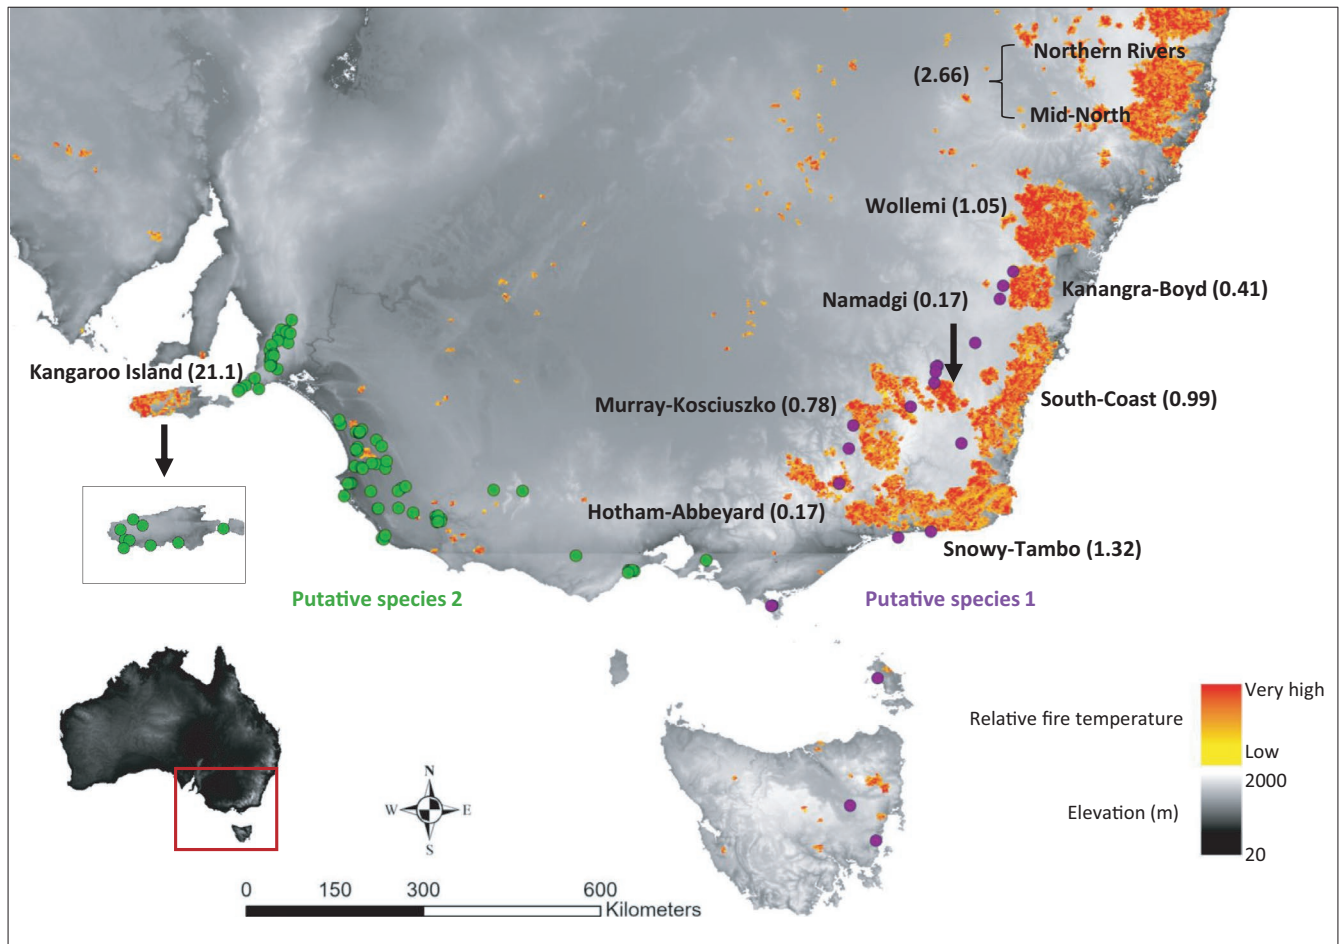 Northern Rivers
(2.66)
Mid-North
Wollemi (1.05)
Kanangra-Boyd (0.41)
Namadgi (0.17)
Kangaroo Island (21.1)
Murray-Kosciuszko (0.78)
South-Coast (0.99)
Hotham-Abbeyard (0.17)
Snowy-Tambo (1.32)
Putative species 2
Putative species 1
Relative fire temperature
Very high
Low
Elevation (m)
2000
20
N
W
E
S
0 150 300 600
Kilometers